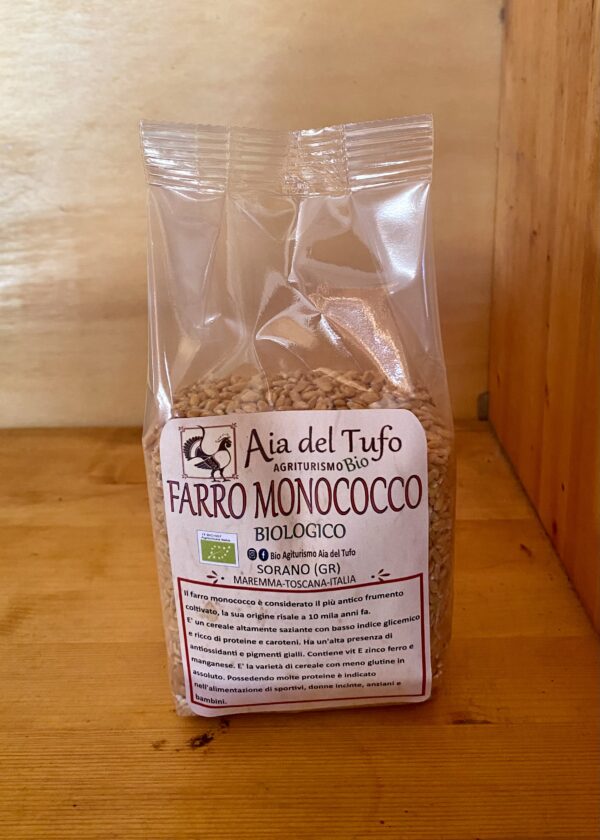 Aia del Tufo
AGRITURISMO Bio
FARRO MONOCOCCO
BIOLOGICO
Agricoltura Italia
Bio Agiturismo Aia del Tufo
SORANO (GR)
MAREMMA-TOSCANA-ITALIA
Il farro monococco è considerato il più antico frumento
coltivato, la sua origine risale a 10 mila anni fa.
E' un cereale altamente saziante con basso indice glicemico
e ricco di proteine e caroteni. Ha un'alta presenza di
antiossidanti e pigmenti gialli. Contiene vit E zinco ferro e
manganese. E' la varietà di cereale con meno glutine in
assoluto. Possedendo molte proteine è indicato
nell'alimentazione di sportivi, donne incinte, anziani e
bambini.